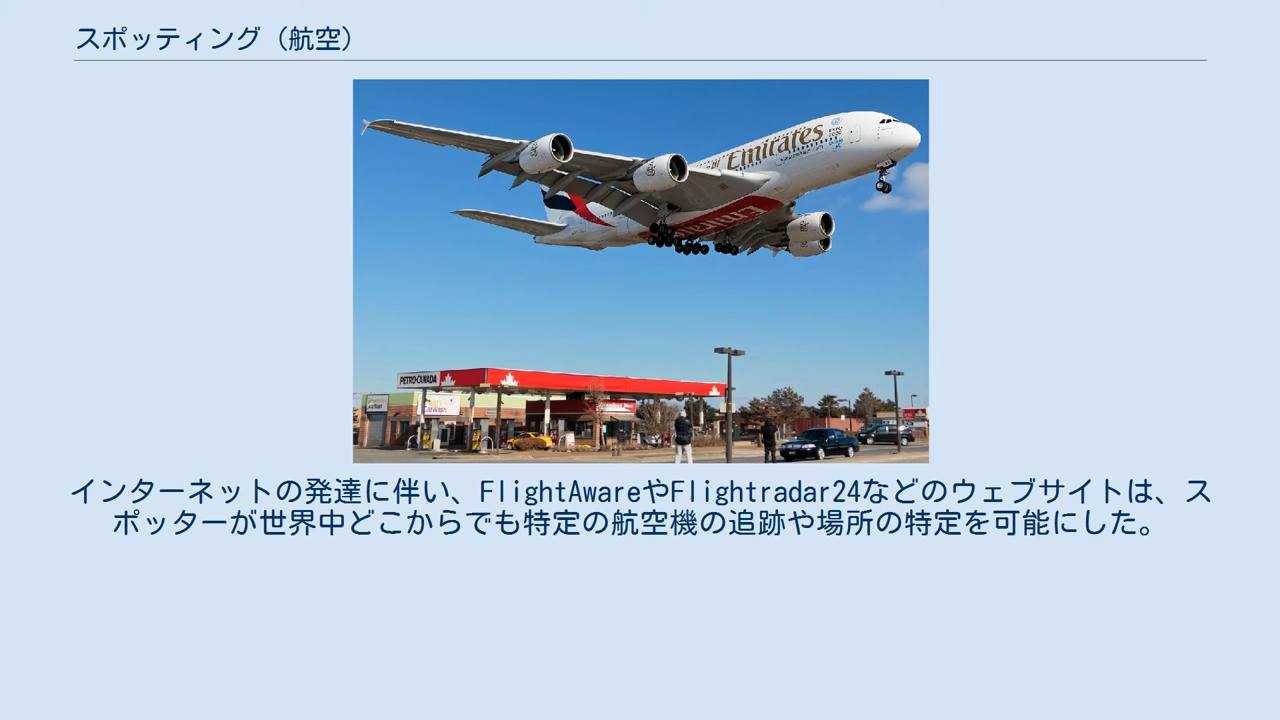 スポッティング（航空）
Emirates
EXPO
2020
Emirates
PETRO-CANADA
インターネットの発達に伴い、FlightAwareやFlightradar24などのウェブサイトは、ス
ポッターが世界中どこからでも特定の航空機の追跡や場所の特定を可能にした。